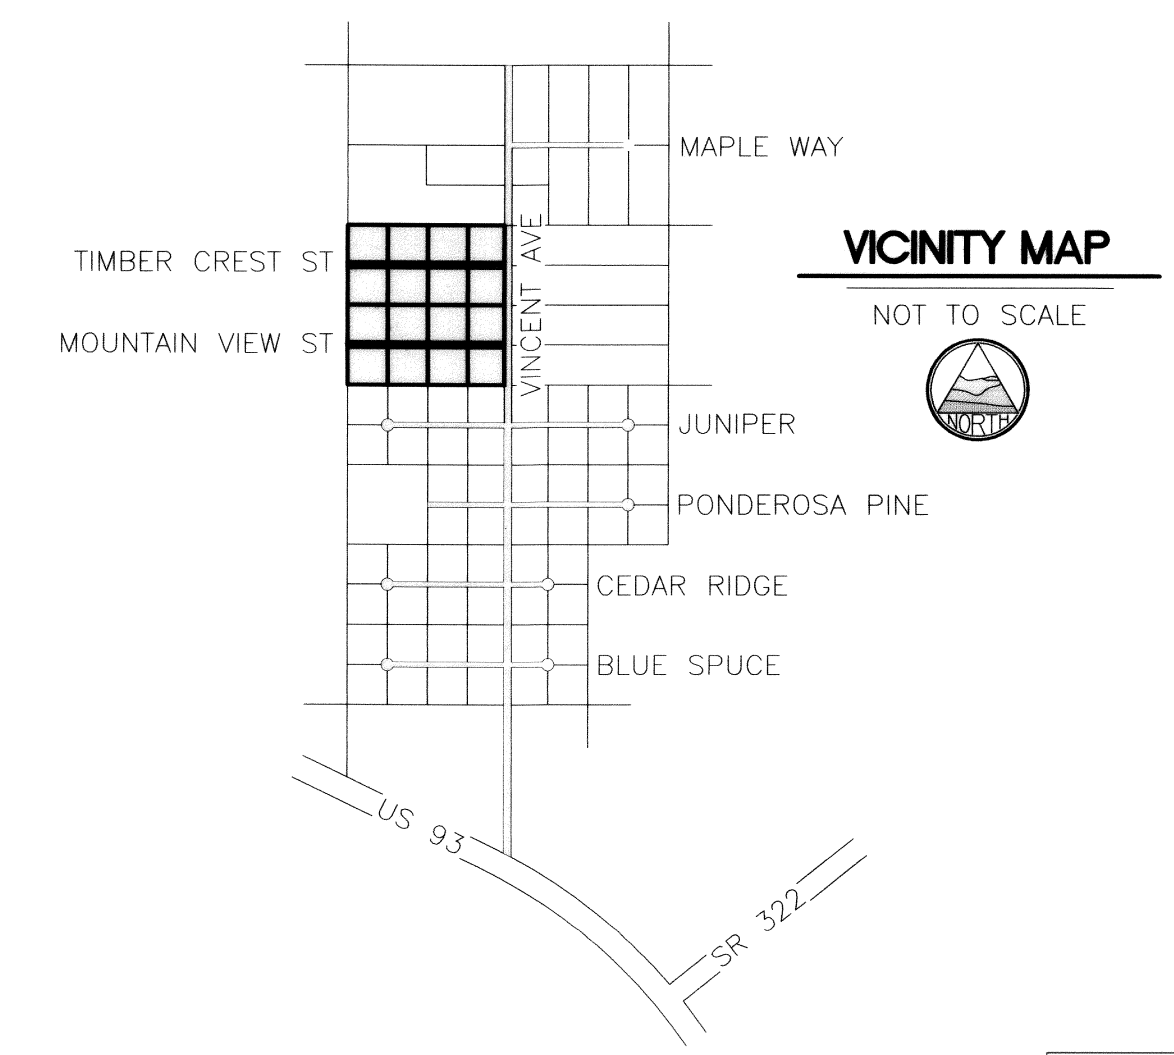 MAPLE WAY
VICINITY MAP
TIMBER CREST ST
VINCENT AVE
NOT TO SCALE
MOUNTAIN VIEW ST
NORTH
JUNIPER
PONDEROSA PINE
CEDAR RIDGE
BLUE SPUCE
US 93
SR 322